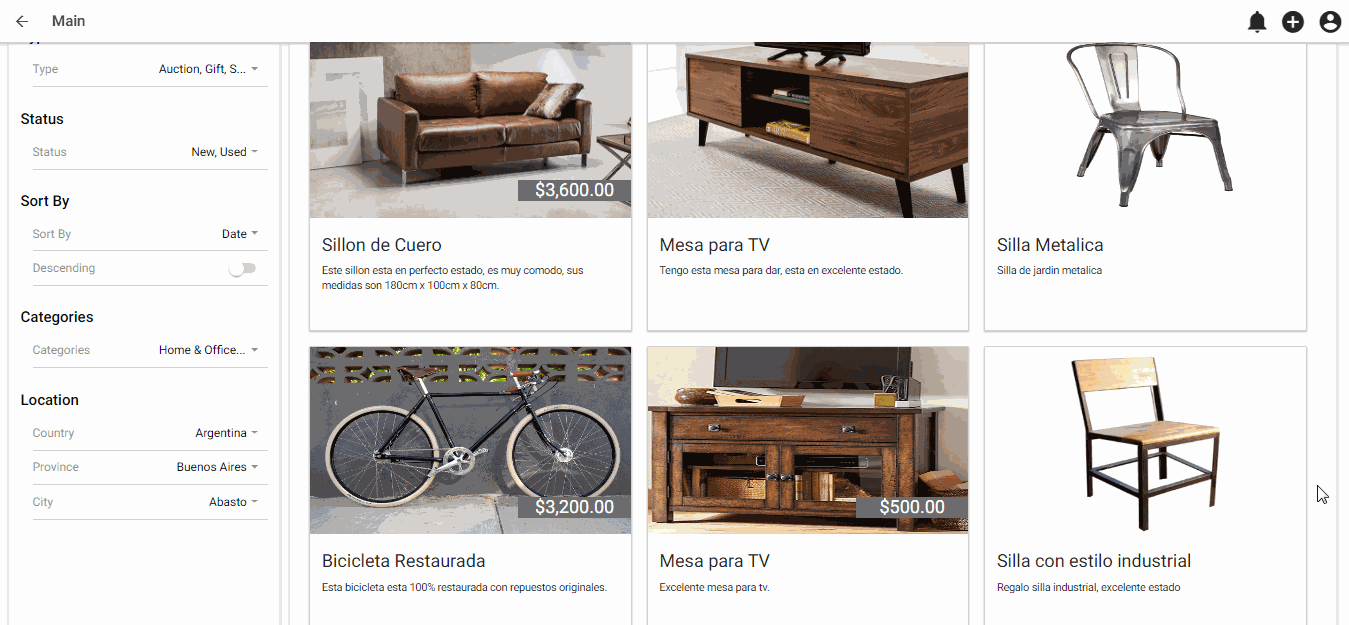 Main
Type
Auction, Gift, S...
Status
Status
New, Used
Sort By
Sort By
Date
Descending
Categories
Categories
Home & Office...
Location
Country
Argentina
Province
Buenos Aires
City
Abasto
$3,600.00
Sillon de Cuero
Este sillon esta en perfecto estado, es muy comodo, sus
medidas son 180cm x 100cm x 80cm.
Mesa para TV
Tengo esta mesa para dar, esta en excelente estado.
Silla Metalica
Silla de jardin metalica
$3,200.00
Bicicleta Restaurada
Esta bicicleta esta 100% restaurada con repuestos originales.
$500.00
Mesa para TV
Excelente mesa para tv.
Silla con estilo industrial
Regalo silla industrial, excelente estado